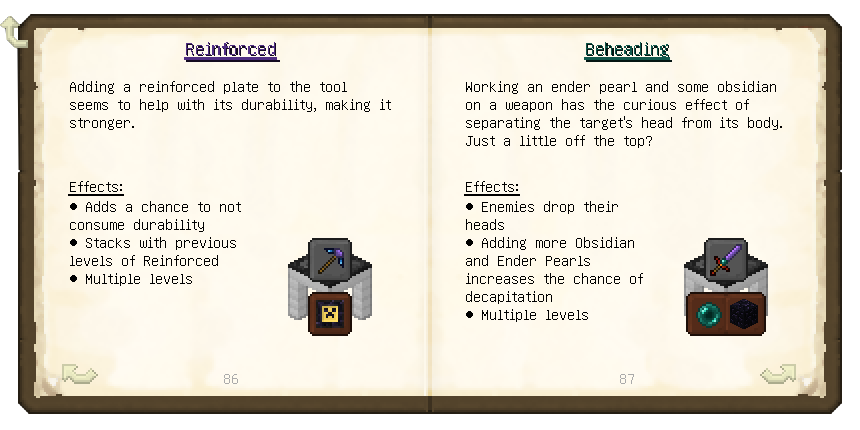 Reinforced
Adding a reinforced plate to the tool
seems to help with its durability, making it
stronger.
Effects:
• Adds a chance to not
consume durability
• Stacks with previous
levels of Reinforced
• Multiple levels
86
Beheading
Working an ender pearl and some obsidian
on a weapon has the curious effect of
separating the target's head from its body.
Just a little off the top?
Effects:
• Enemies drop their
heads
• Adding more Obsidian
and Ender Pearls
increases the chance of
decapitation
• Multiple levels
87